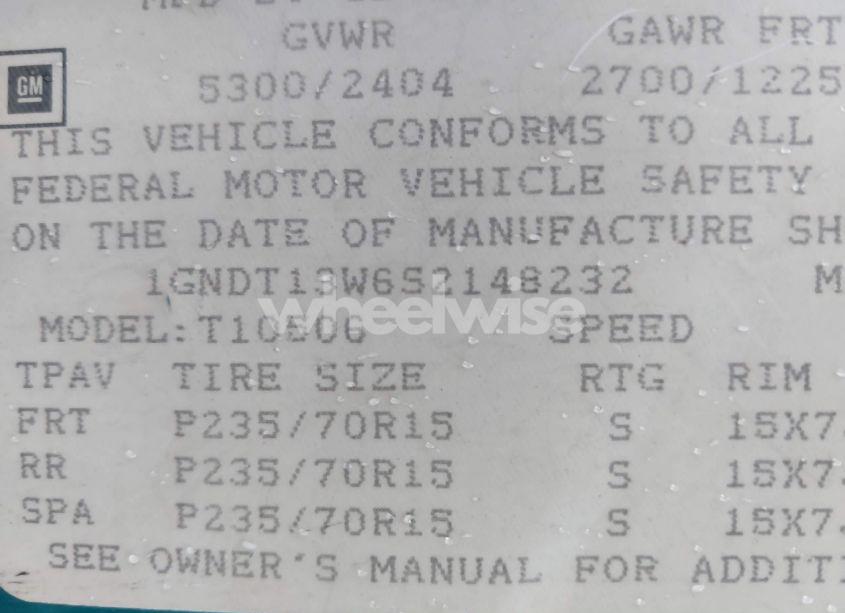 GVWR GAWR FRT
GM
5300/2404 2700/1225
THIS VEHICLE CONFORMS TO ALL
FEDERAL MOTOR VEHICLE SAFETY
ON THE DATE OF MANUFACTURE SH
1GNDT13W6S2148232 M
wheelwise
MODEL:T10506 SPEED
TPAV TIRE SIZE RTG RIM
FRT P235/70R15 S 15X7.
RR P235/70R15 S 15X7.
SPA P235/70R15 S 15X7.
SEE OWNER'S MANUAL FOR ADDITI